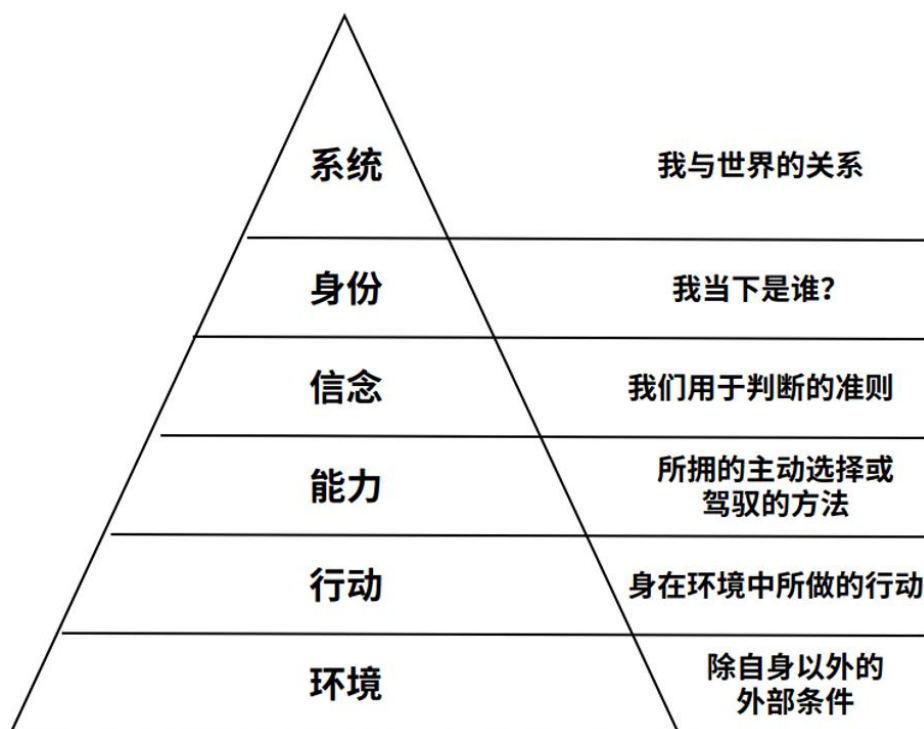 系统
我与世界的关系
身份
我当下是谁？
信念
我们用于判断的准则
能力
所拥的主动选择或
驾驭的方法
行动
身在环境中所做的行动
环境
除自身以外的
外部条件